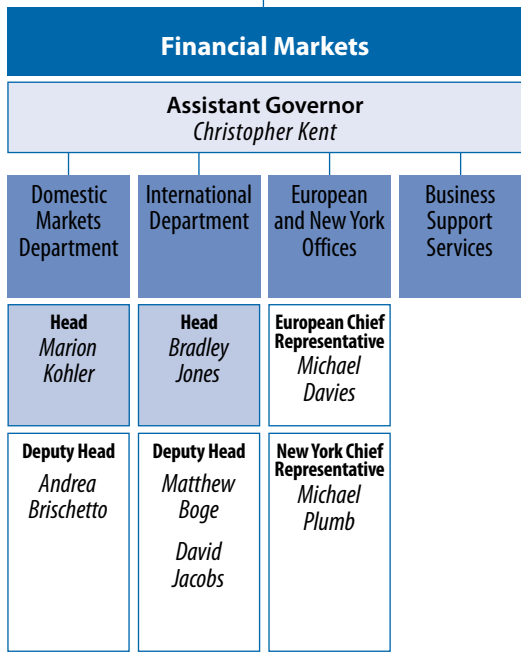 Financial Markets
Assistant Governor
Christopher Kent
Domestic
Markets
Department
International
Department
European
and New York
Offices
Business
Support
Services
Head
Marion
Kohler
Head
Bradley
Jones
European Chief
Representative
Michael
Davies
Deputy Head
Andrea
Brischetto
Deputy Head
Matthew
Boge
David
Jacobs
New York Chief
Representative
Michael
Plumb